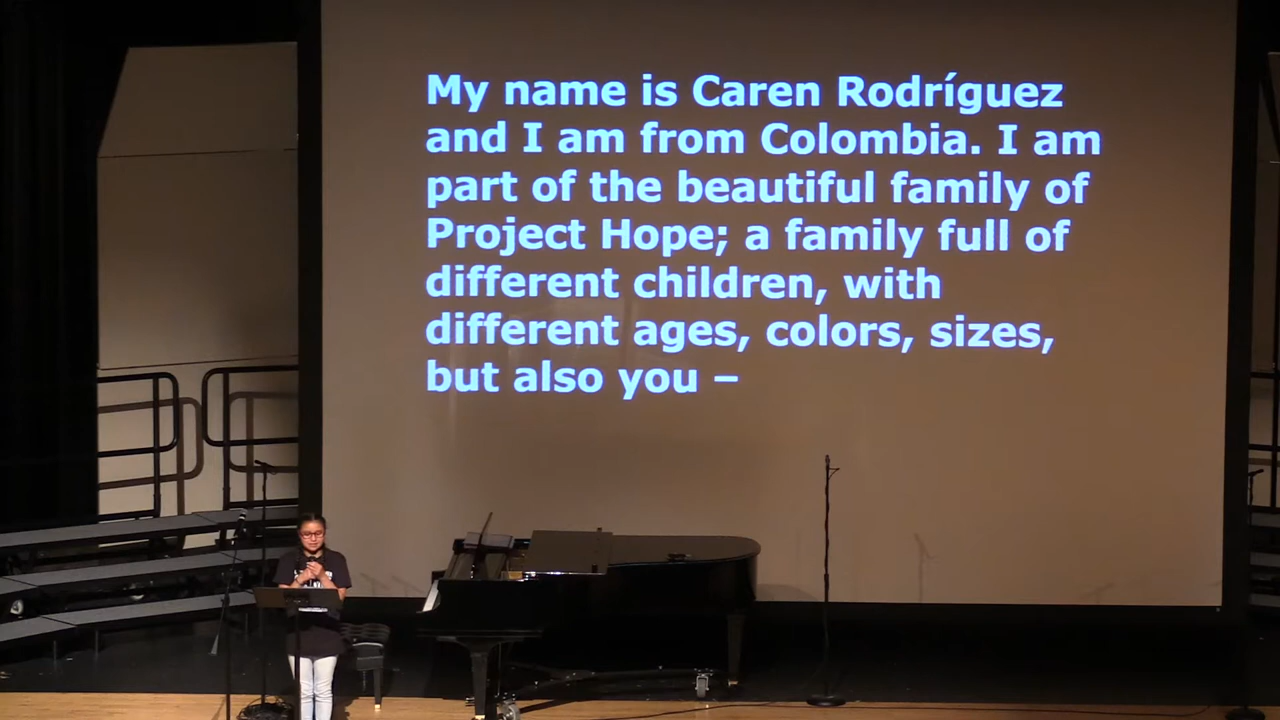 My name is Caren Rodríguez
and I am from Colombia. I am
part of the beautiful family of
Project Hope; a family full of
different children, with
different ages, colors, sizes,
but also you –